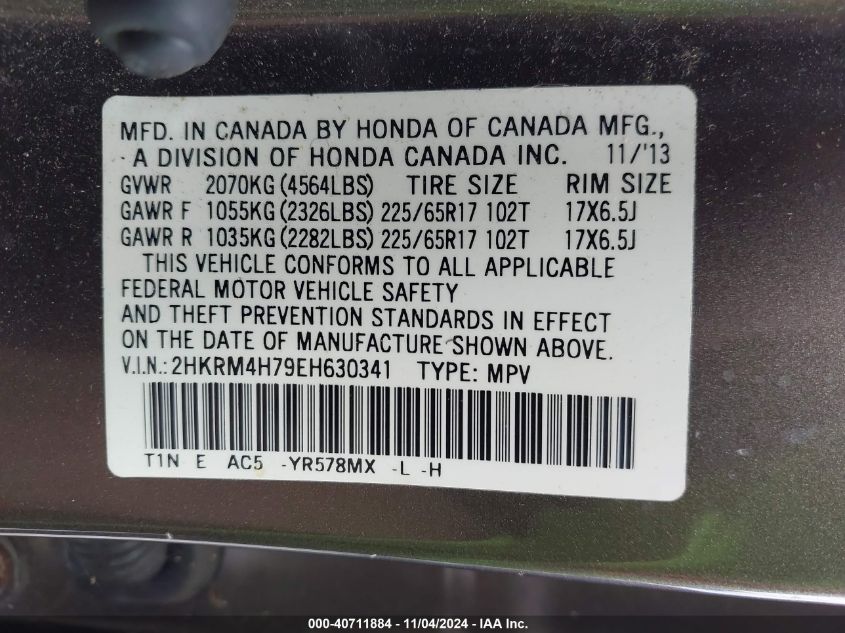 MFD. IN CANADA BY HONDA OF CANADA MFG.,
A DIVISION OF HONDA CANADA INC. 11/'13
GVWR 2070KG (4564LBS) TIRE SIZE RIM SIZE
GAWR F 1055KG (2326LBS) 225/65R17 102T 17X6.5J
GAWR R 1035KG (2282LBS) 225/65R17 102T 17X6.5J
THIS VEHICLE CONFORMS TO ALL APPLICABLE
FEDERAL MOTOR VEHICLE SAFETY
AND THEFT PREVENTION STANDARDS IN EFFECT
ON THE DATE OF MANUFACTURE SHOWN ABOVE.
V.I.N.: 2HKRM4H79EH630341 TYPE: MPV
T1N E AC5 -YR578MX -L -H
000-40711884 - 11/04/2024 - IAA Inc.